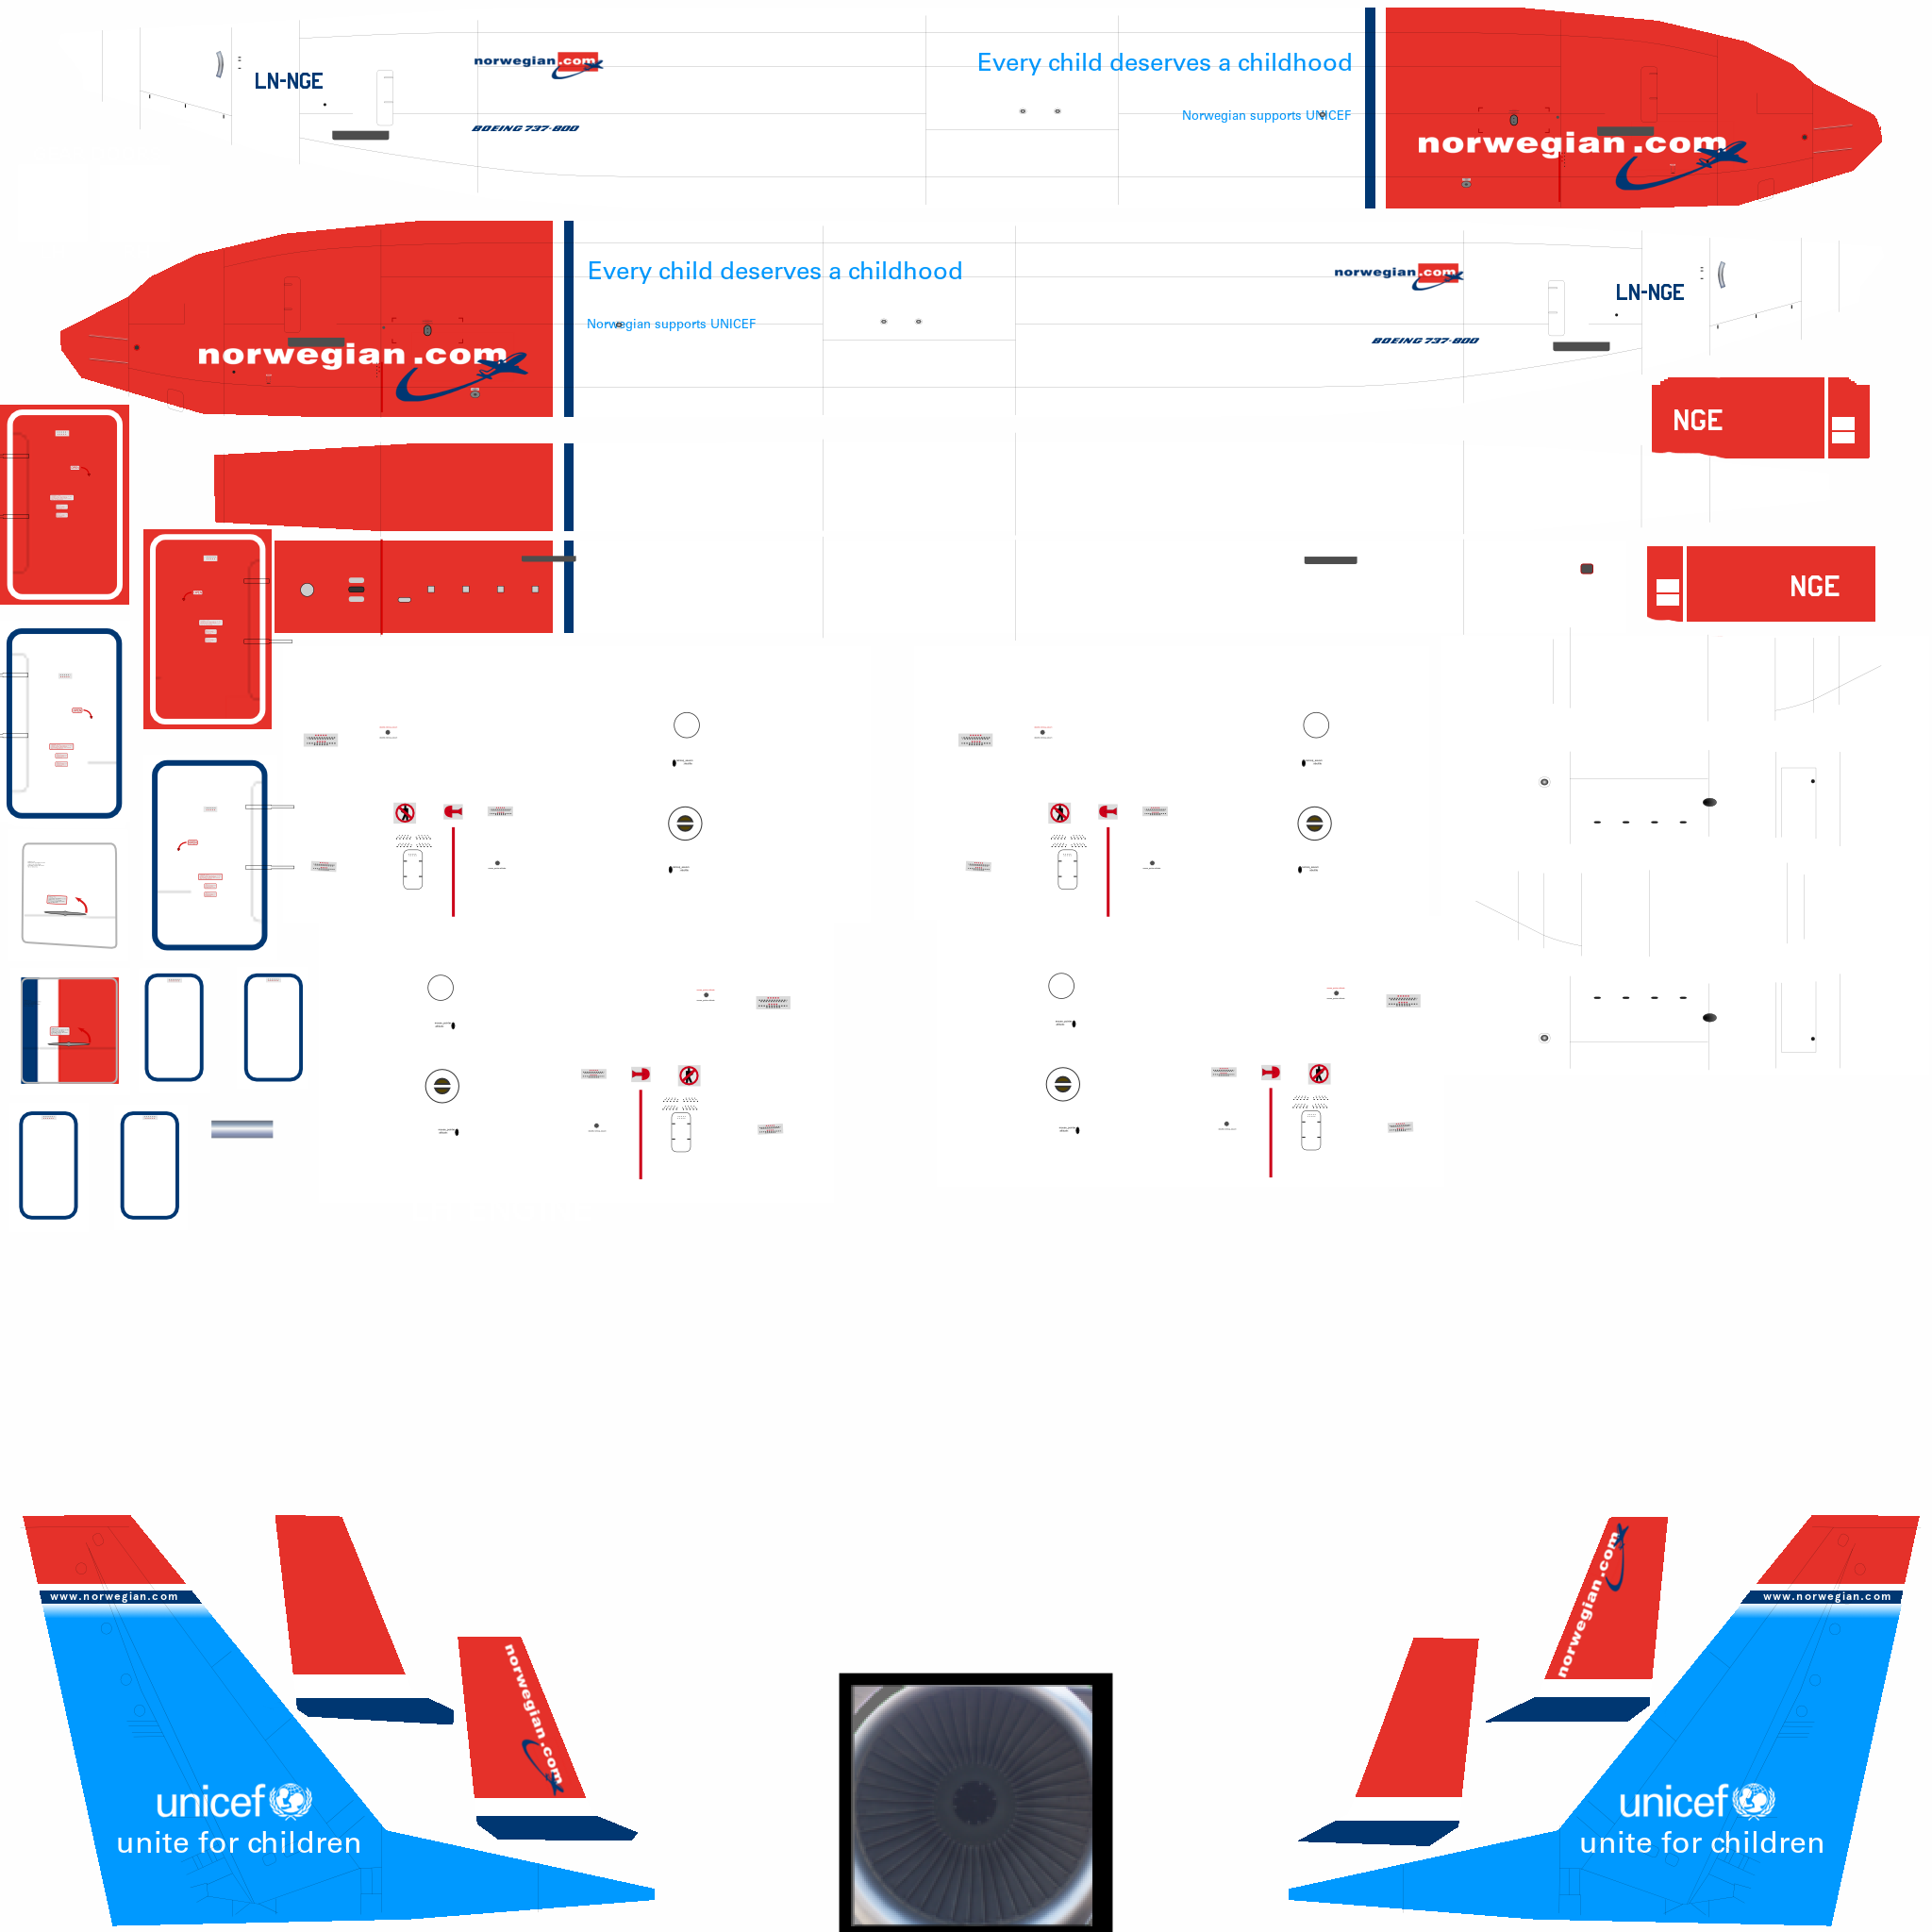 LN-NGE
norwegian.com
BOEING 737-800
Every child deserves a childhood
Norwegian supports UNICEF
norwegian.com
Every child deserves a childhood
Norwegian supports UNICEF
norwegian.com
norwegian.com
LN-NGE
BOEING 737-800
NGE
NGE
www.norwegian.com
norwegian.com
unicef
unite for children
norwegian.com
www.norwegian.com
unicef
unite for children